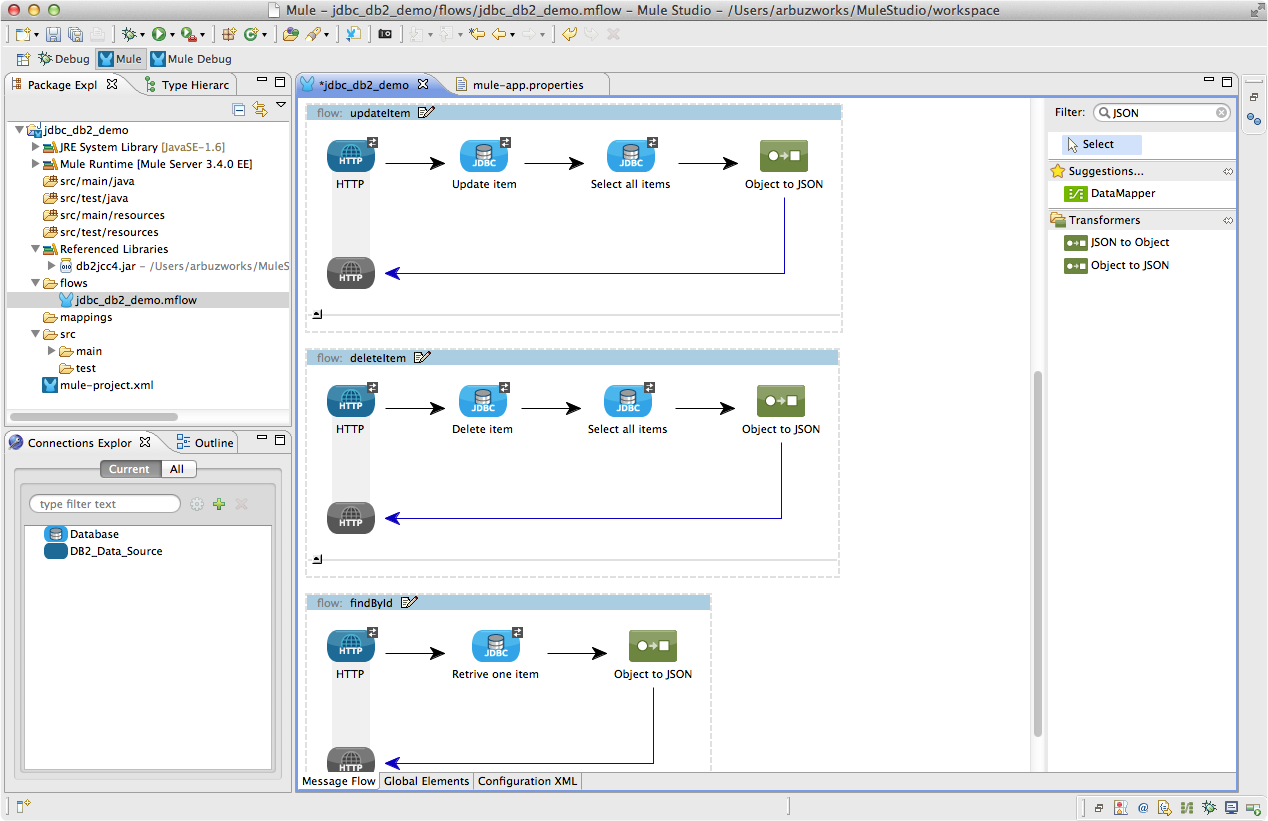 Mule – jdbc_db2_demo/flows/jdbc_db2_demo.mflow – Mule Studio – /Users/arbuzworks/MuleStudio/workspace
Debug Mule Mule Debug
Package Expl Type Hierarc
jdbc_db2_demo
JRE System Library [JavaSE-1.6]
Mule Runtime [Mule Server 3.4.0 EE]
src/main/java
src/test/java
src/main/resources
src/test/resources
Referenced Libraries
db2jcc4.jar – /Users/arbuzworks/MuleS
flows
jdbc_db2_demo.mflow
mappings
src
main
test
mule-project.xml
Connections Explor Outline
Current All
type filter text
Database
DB2_Data_Source
*jdbc_db2_demo mule-app.properties
flow: updateItem
HTTP JDBC JDBC
HTTP Update item Select all items Object to JSON
HTTP
flow: deleteItem
HTTP JDBC JDBC
HTTP Delete item Select all items Object to JSON
HTTP
flow: findById
HTTP JDBC
HTTP Retrive one item Object to JSON
HTTP
Message Flow Global Elements Configuration XML
Filter: JSON
Select
Suggestions...
DataMapper
Transformers
JSON to Object
Object to JSON